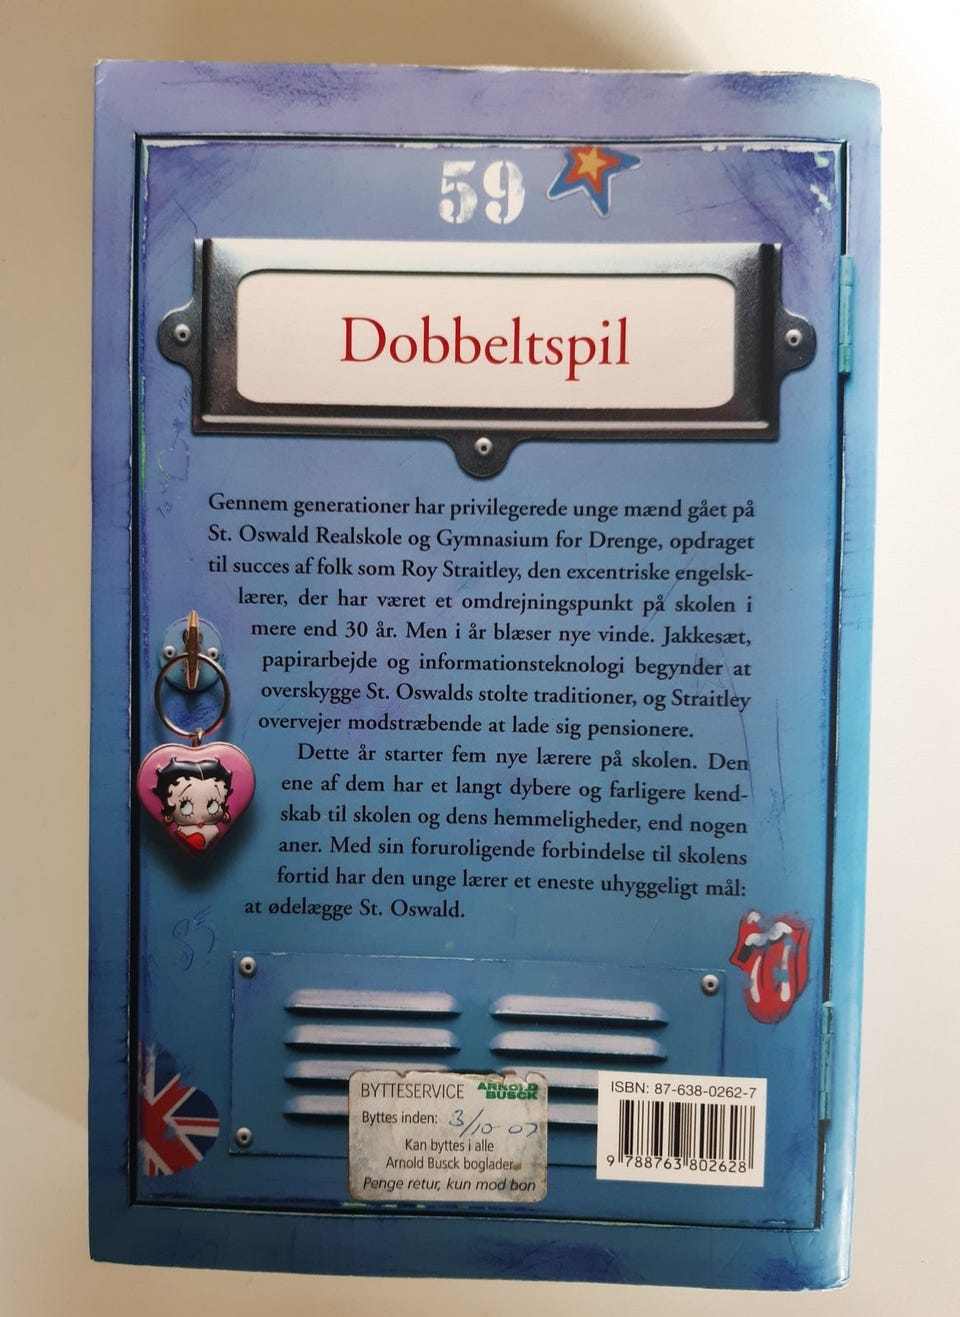 59
Dobbeltspil
Gennem generationer har privilegerede unge mænd gået på
St. Oswald Realskole og Gymnasium for Drenge, opdraget
til succes af folk som Roy Straitley, den excentriske engelsk-
lærer, der har været et omdrejningspunkt på skolen i
mere end 30 år. Men i år blæser nye vinde. Jakkesæt,
papirarbejde og informationsteknologi begynder at
overskygge St. Oswalds stolte traditioner, og Straitley
overvejer modstræbende at lade sig pensionere.
Dette år starter fem nye lærere på skolen. Den
ene af dem har et langt dybere og farligere kend-
skab til skolen og dens hemmeligheder, end nogen
aner. Med sin foruroligende forbindelse til skolens
fortid har den unge lærer et eneste uhyggeligt mål:
at ødelægge St. Oswald.
85
BYTTESERVICE ARNOLD
BUSCK
Byttes inden: 3/10-07
Kan byttes i alle
Arnold Busck boglader
Penge retur, kun mod bon
ISBN: 87-638-0262-7
9 788763 802628